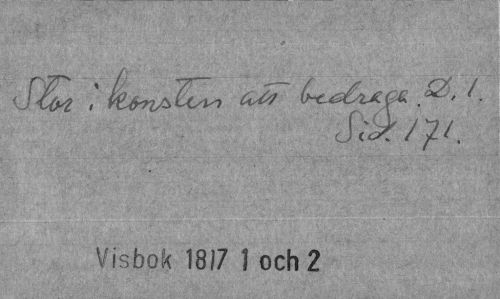 Stor i konsten att bedraga. D. 1.
Sid. 171.
Visbok 1817 1 och 2